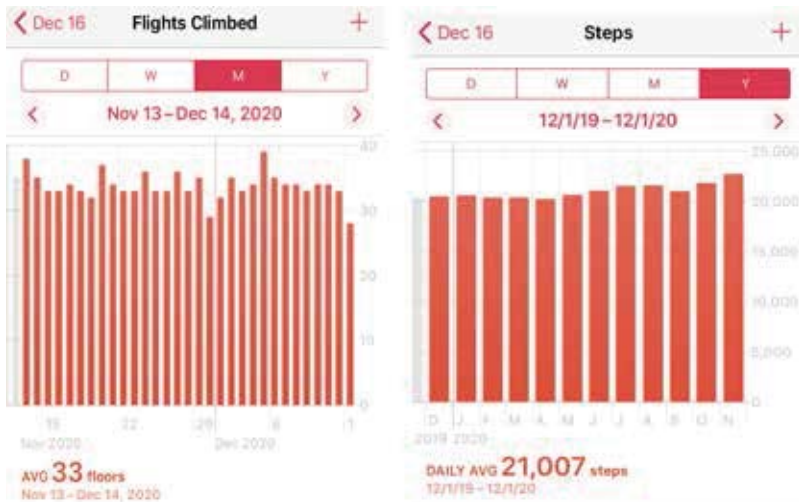 Dec 16
Flights Climbed
+
D W M Y
Nov 13–Dec 14, 2020
40
30
20
10
0
22 29 6
Nov 2020 Dec 2020
AVG 33 floors
Nov 13–Dec 14, 2020
Dec 16
Steps
+
D W M Y
12/1/19–12/1/20
25,000
20,000
15,000
10,000
5,000
0
D J F M A M J J A S O N
2019 2020
DAILY AVG 21,007 steps
12/1/19–12/1/20